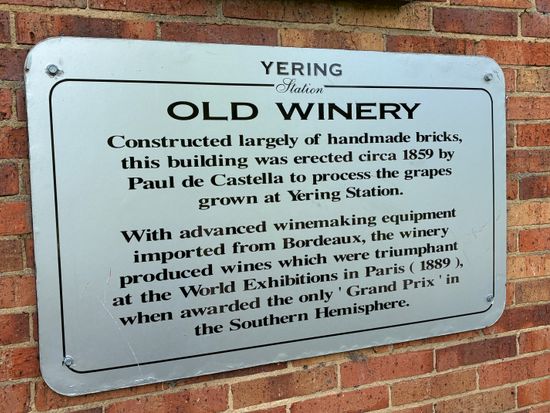 YERING
Station
OLD WINERY
Constructed largely of handmade bricks,
this building was erected circa 1859 by
Paul de Castella to process the grapes
grown at Yering Station.
With advanced winemaking equipment
imported from Bordeaux, the winery
produced wines which were triumphant
at the World Exhibitions in Paris ( 1889 ),
when awarded the only ' Grand Prix ' in
the Southern Hemisphere.